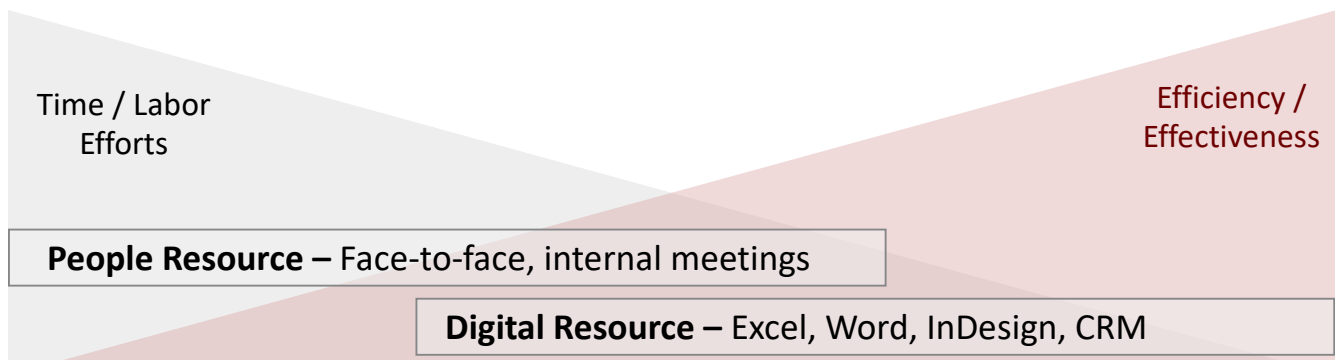 Time / Labor
Efforts
Efficiency /
Effectiveness
People Resource – Face-to-face, internal meetings
Digital Resource – Excel, Word, InDesign, CRM